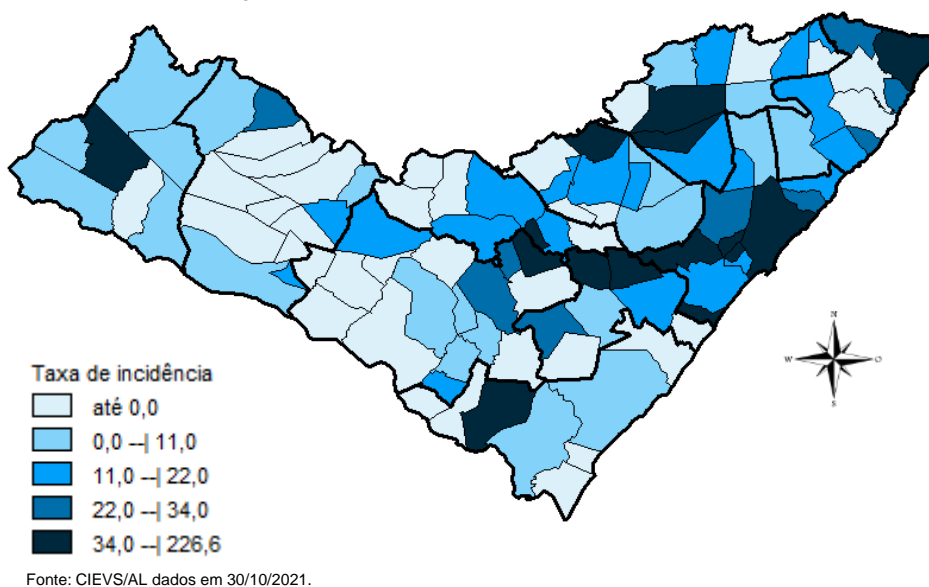 N
W
O
S
Taxa de incidência
até 0,0
0,0 --| 11,0
11,0 --| 22,0
22,0 --| 34,0
34,0 --| 226,6
Fonte: CIEVS/AL dados em 30/10/2021.